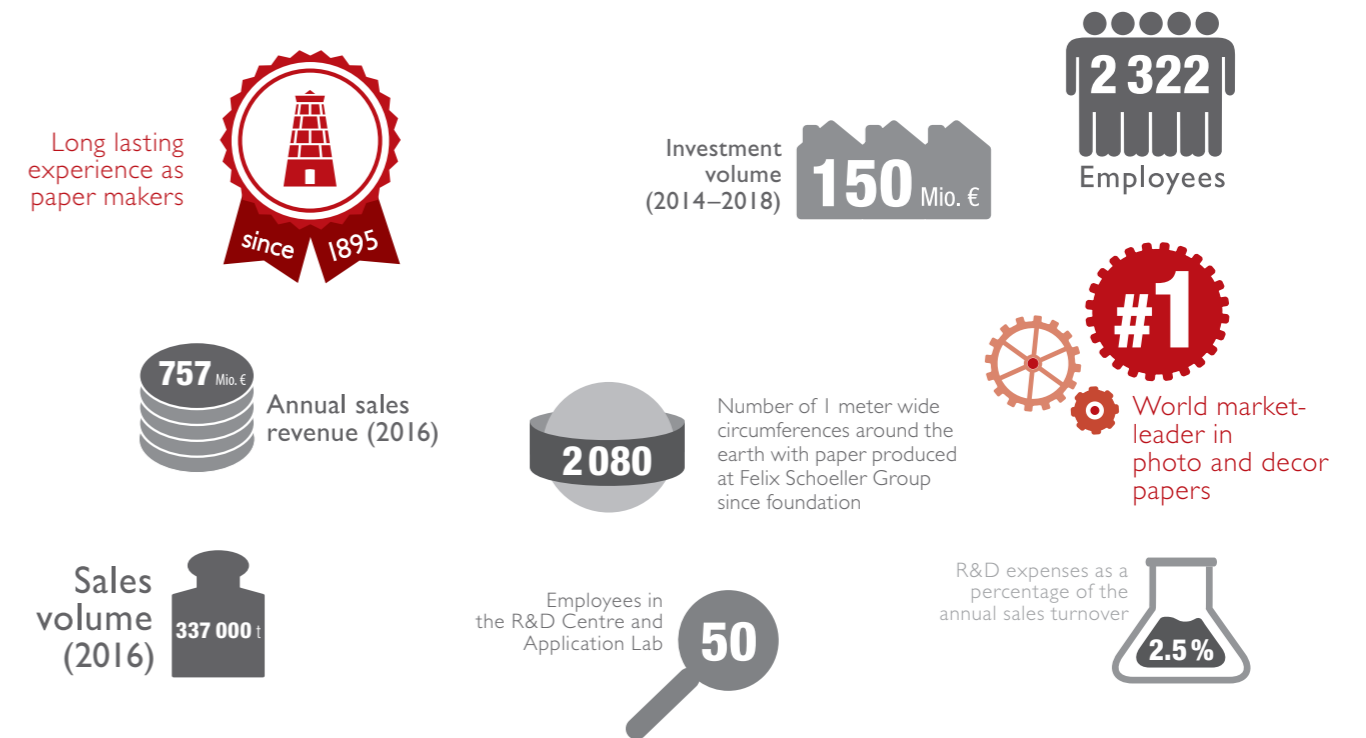 Long lasting
experience as
paper makers
since 1895
Investment
volume
(2014–2018)
150 Mio. €
2 322
Employees
757 Mio. €
Annual sales
revenue (2016)
2 080
Number of 1 meter wide
circumferences around the
earth with paper produced
at Felix Schoeller Group
since foundation
#1
World market-
leader in
photo and decor
papers
Sales
volume
(2016)
337 000 t
Employees in
the R&D Centre and
Application Lab
50
R&D expenses as a
percentage of the
annual sales turnover
2.5 %